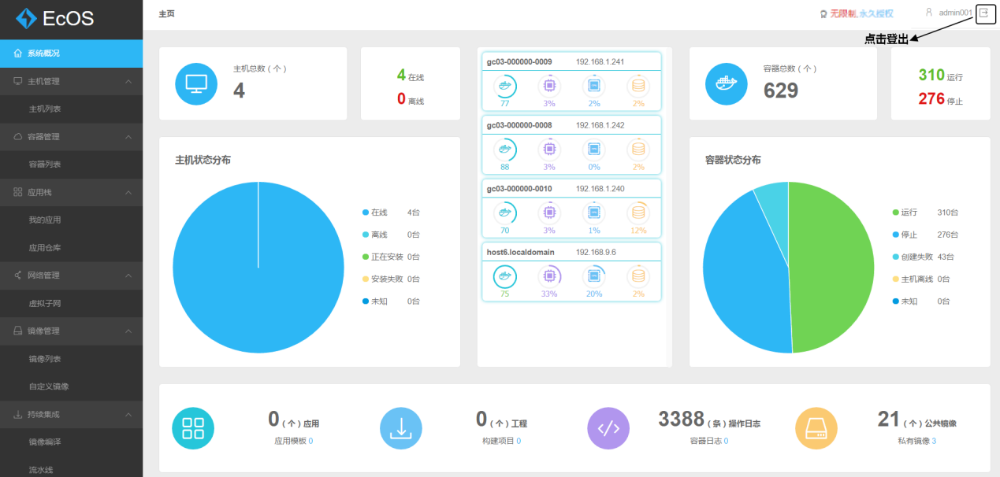 EcOS
主页
无限制,永久授权
admin001
点击登出
系统概况
主机管理
主机列表
容器管理
容器列表
应用栈
我的应用
应用仓库
网络管理
虚拟子网
镜像管理
镜像列表
自定义镜像
持续集成
镜像编译
流水线
主机总数（个）
4
4 在线
0 离线
主机状态分布
在线 4台
离线 0台
正在安装 0台
安装失败 0台
未知 0台
gc03-000000-0009 192.168.1.241
77 3% 2% 2%
gc03-000000-0008 192.168.1.242
88 3% 0% 2%
gc03-000000-0010 192.168.1.240
70 3% 1% 12%
host6.localdomain 192.168.9.6
75 33% 20% 2%
容器总数（个）
629
310 运行
276 停止
容器状态分布
运行 310台
停止 276台
创建失败 43台
主机离线 0台
未知 0台
0（个）应用
应用模板 0
0（个）工程
构建项目 0
3388（条）操作日志
容器日志 0
21（个）公共镜像
私有镜像 3